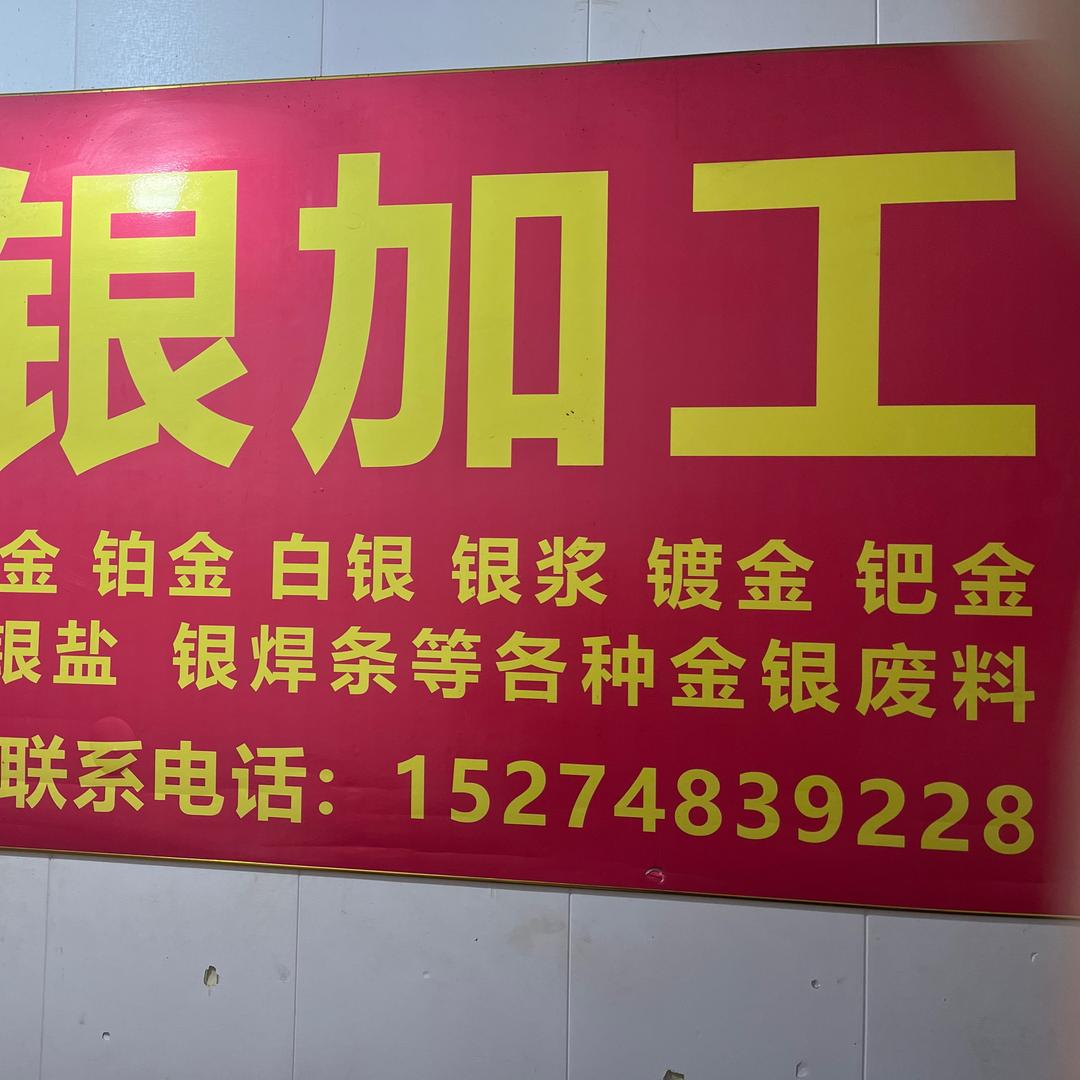 银加工
金 铂金 白银 银浆 镀金 钯金
银盐 银焊条等各种金银废料
联系电话：15274839228